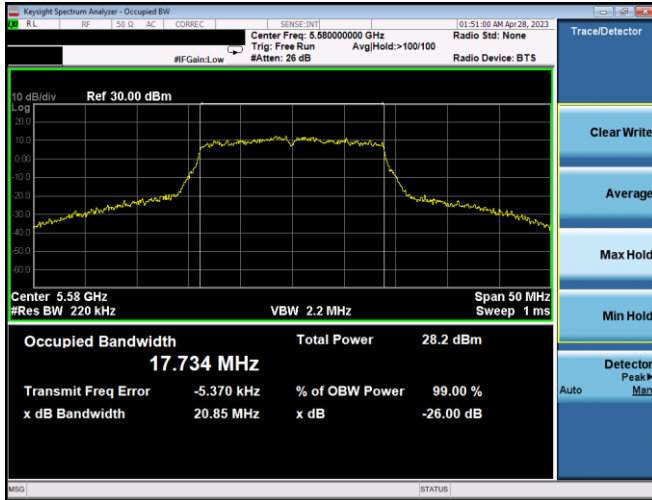 Keysight Spectrum Analyzer - Occupied BW
RL RF 50 Ω AC CORREC SENSE:INT 01:51:00 AM Apr 28, 2023
Center Freq: 5.580000000 GHz Radio Std: None
Trig: Free Run Avg|Hold:>100/100
#IFGain:Low #Atten: 26 dB Radio Device: BTS
Trace/Detector
10 dB/div Ref 30.00 dBm
Log
20.0
10.0
0.00
-10.0
-20.0
-30.0
-40.0
-50.0
-60.0
Center 5.58 GHz Span 50 MHz
#Res BW 220 kHz VBW 2.2 MHz Sweep 1 ms
Occupied Bandwidth Total Power 28.2 dBm
17.734 MHz
Transmit Freq Error -5.370 kHz % of OBW Power 99.00 %
x dB Bandwidth 20.85 MHz x dB -26.00 dB
Clear Write
Average
Max Hold
Min Hold
Detector
Peak▶
Auto Man
MSG STATUS